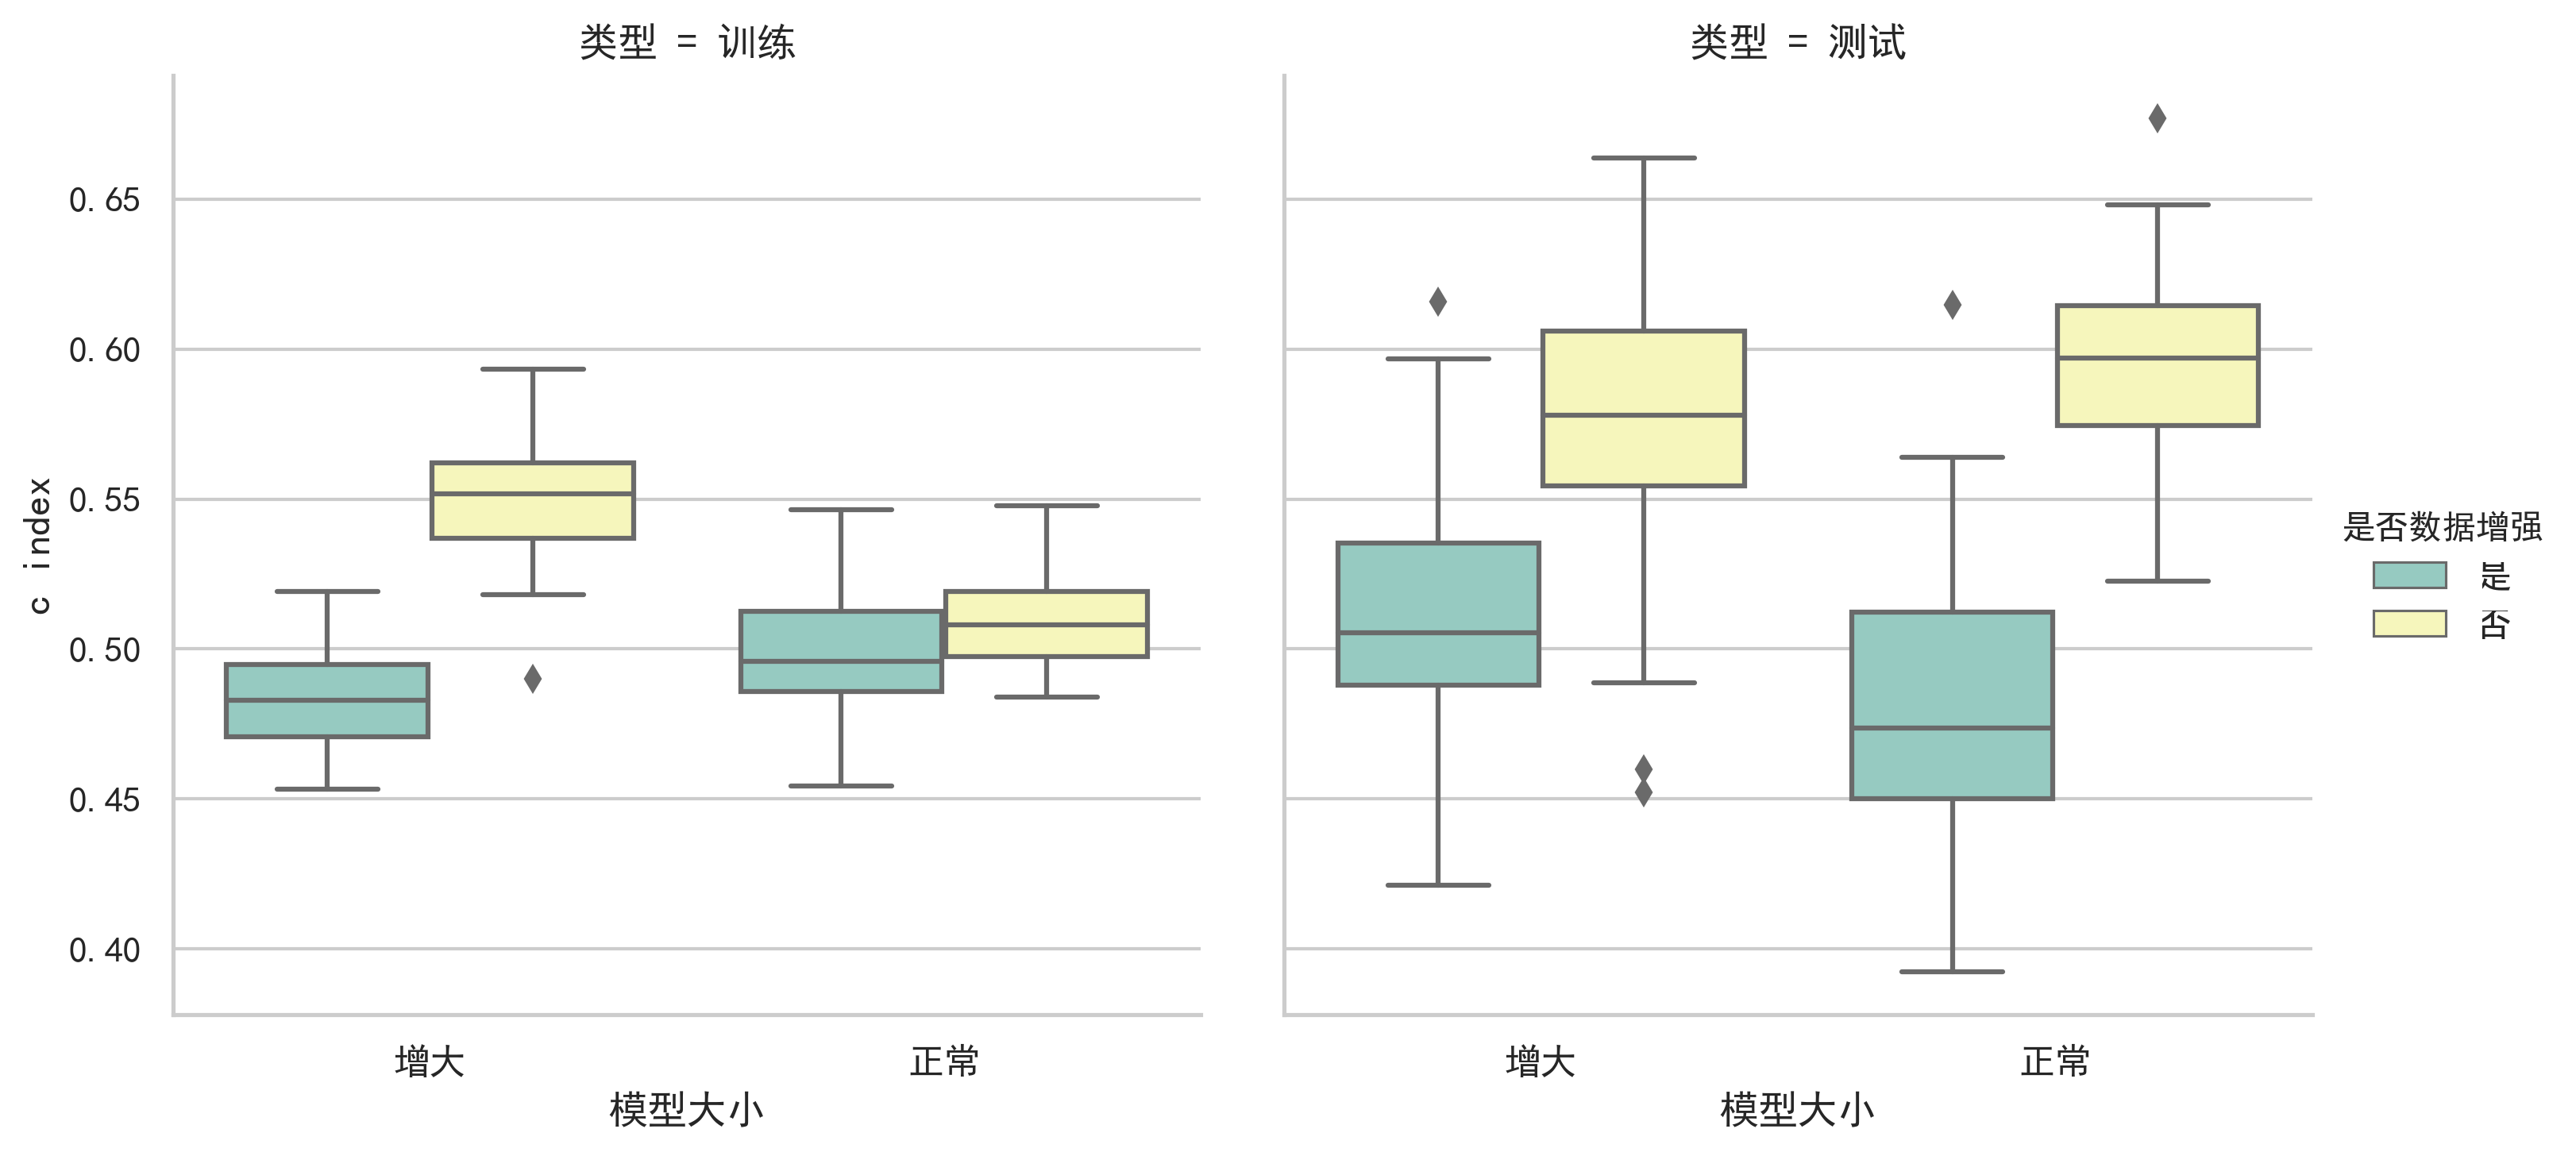 类型 = 训练
类型 = 测试
c index
0.65
0.60
0.55
0.50
0.45
0.40
增大
正常
模型大小
增大
正常
模型大小
是否数据增强
是
否